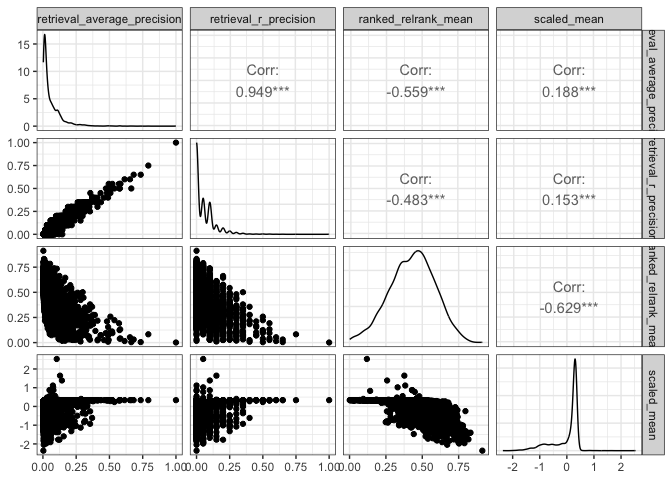 retrieval_average_precision retrieval_r_precision ranked_relrank_mean scaled_mean
15
10
5
0
Corr:
0.949***
Corr:
-0.559***
Corr:
0.188***
eval_average_preci
1.00
0.75
0.50
0.25
0.00
Corr:
-0.483***
Corr:
0.153***
etrieval_r_precision
0.75
0.50
0.25
0.00
Corr:
-0.629***
anked_relrank_mea
2
1
0
-1
-2
scaled_mean
0.00 0.25 0.50 0.75 1.00 0.00 0.25 0.50 0.75 1.00 0.00 0.25 0.50 0.75 -2 -1 0 1 2